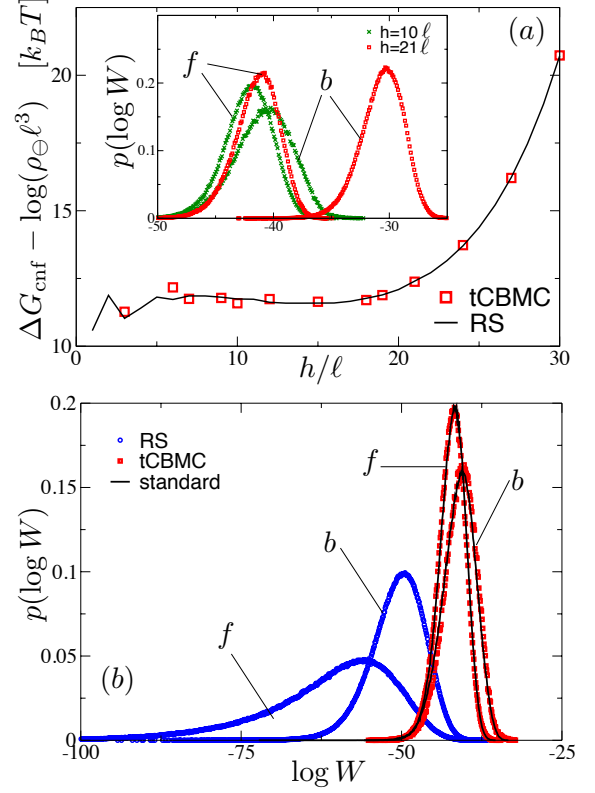 (a)
ΔG_cnf − log(ρ_⊖ℓ³) [k_BT]
20
15
10
0
10
20
30
h/ℓ
tCBMC
RS
p(log W)
0.2
0.1
0
-50
-40
-30
h=10 ℓ
h=21 ℓ
f
b
(b)
p(log W)
0.2
0.15
0.1
0.05
0
-100
-75
-50
-25
log W
RS
tCBMC
standard
f
b
b
f